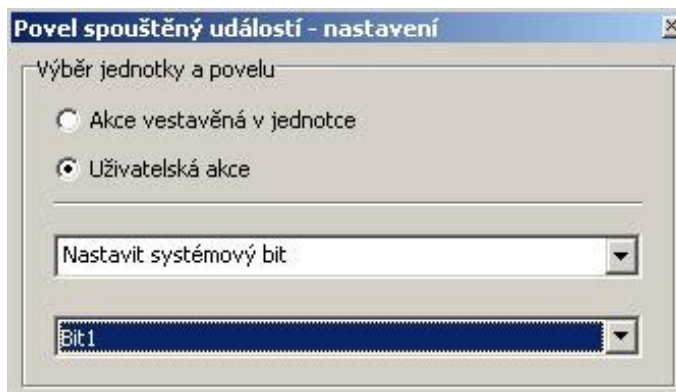 Povel spouštěný událostí - nastavení
Výběr jednotky a povelu
Akce vestavěná v jednotce
Uživatelská akce
Nastavit systémový bit
Bit1